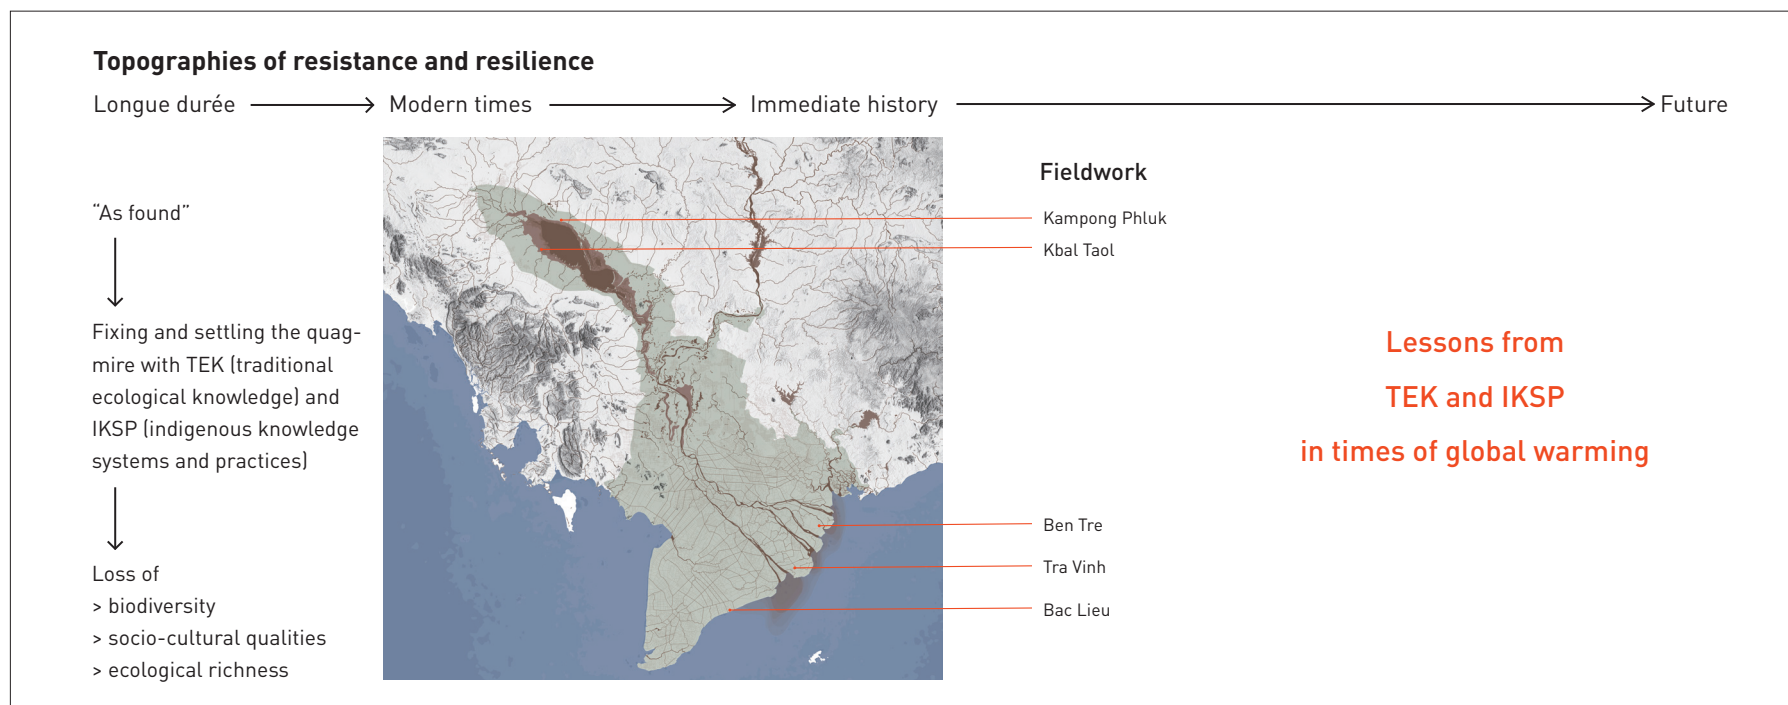 Topographies of resistance and resilience
Longue durée
Modern times
Immediate history
Future
“As found”
Fixing and settling the quag-
mire with TEK (traditional
ecological knowledge) and
IKSP (indigenous knowledge
systems and practices)
Loss of
> biodiversity
> socio-cultural qualities
> ecological richness
Fieldwork
Kampong Phluk
Kbal Taol
Ben Tre
Tra Vinh
Bac Lieu
Lessons from
TEK and IKSP
in times of global warming